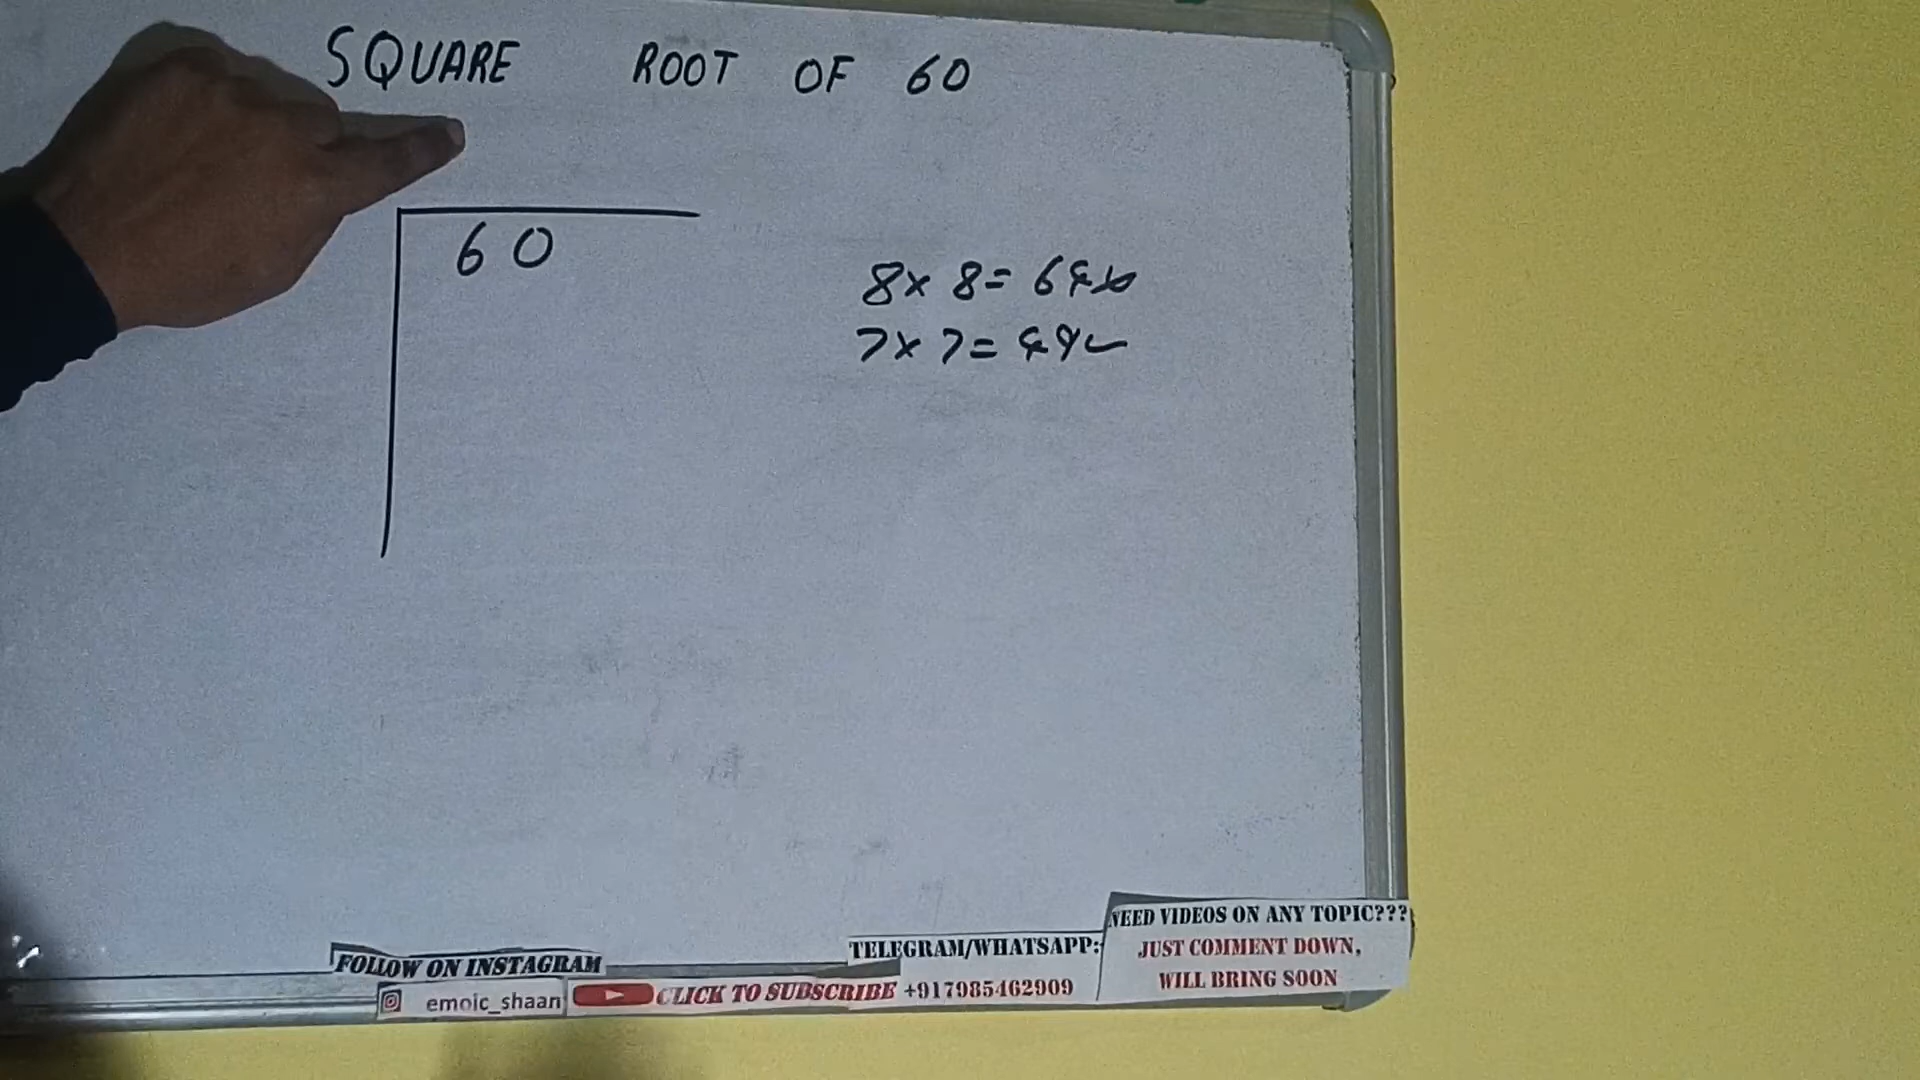 SQUARE ROOT OF 60
60
8 x 8 = 64
7 x 7 = 49
NEED VIDEOS ON ANY TOPIC???
JUST COMMENT DOWN,
WILL BRING SOON
TELEGRAM/WHATSAPP:
+917985462909
FOLLOW ON INSTAGRAM
emoic_shaan
CLICK TO SUBSCRIBE